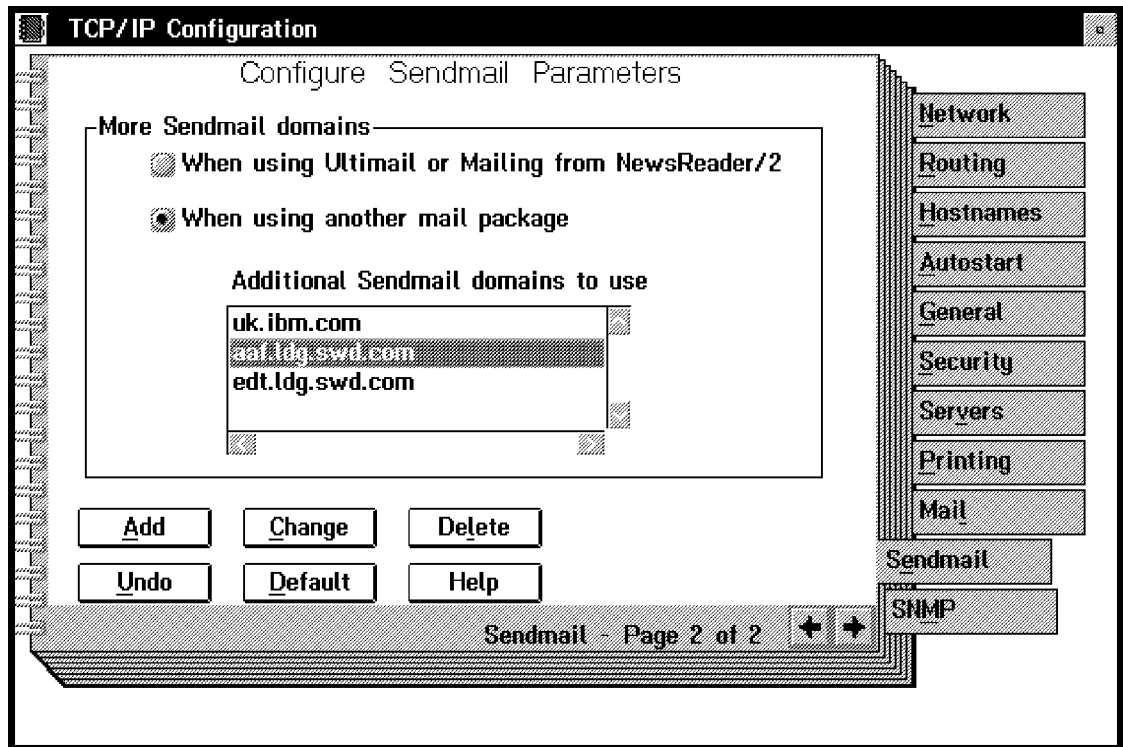 TCP/IP Configuration
Configure Sendmail Parameters
More Sendmail domains
When using Ultimail or Mailing from NewsReader/2
When using another mail package
Additional Sendmail domains to use
uk.ibm.com
aaf.ldg.swd.com
edt.ldg.swd.com
Add
Change
Delete
Undo
Default
Help
Sendmail - Page 2 of 2
Network
Routing
Hostnames
Autostart
General
Security
Servers
Printing
Mail
Sendmail
SNMP